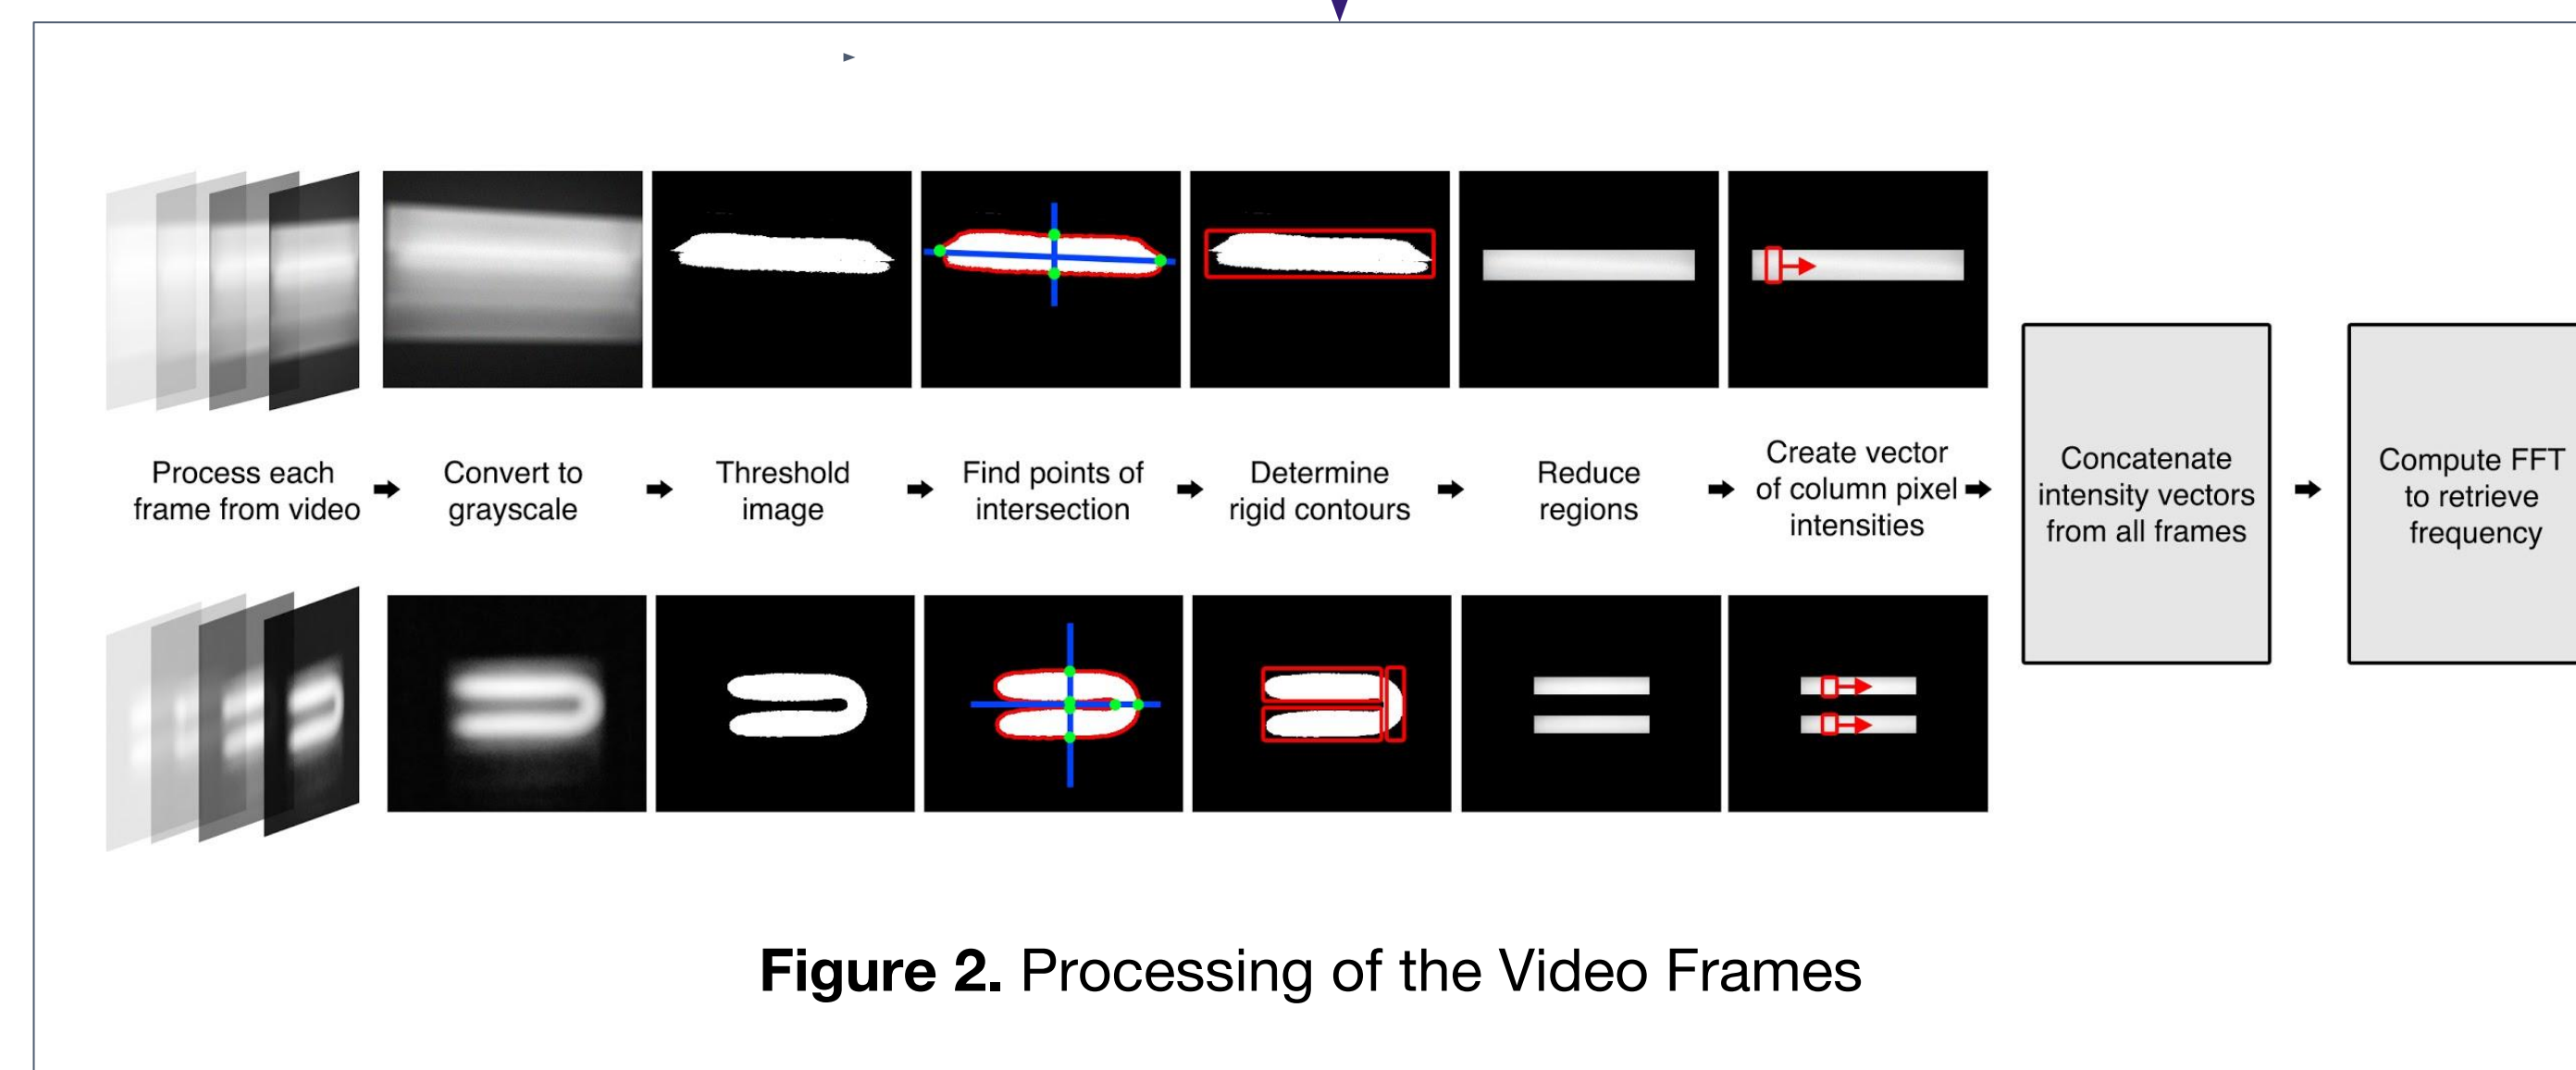 Process each
frame from video
Convert to
grayscale
Threshold
image
Find points of
intersection
Determine
rigid contours
Reduce
regions
Create vector
of column pixel
intensities
Concatenate
intensity vectors
from all frames
Compute FFT
to retrieve
frequency
Figure 2. Processing of the Video Frames